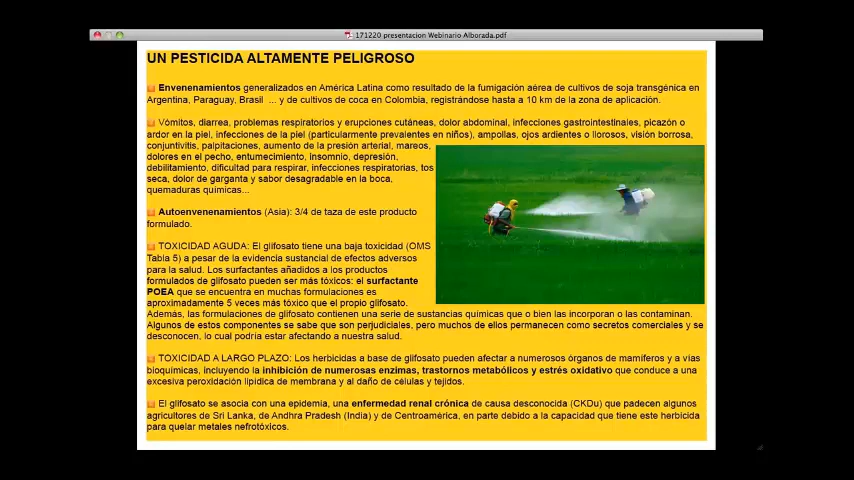 171220 presentacion Webinario Alborada.pdf
UN PESTICIDA ALTAMENTE PELIGROSO
Envenenamientos generalizados en América Latina como resultado de la fumigación aérea de cultivos de soja transgénica en
Argentina, Paraguay, Brasil ... y de cultivos de coca en Colombia, registrándose hasta a 10 km de la zona de aplicación.
Vómitos, diarrea, problemas respiratorios y erupciones cutáneas, dolor abdominal, infecciones gastrointestinales, picazón o
ardor en la piel, infecciones de la piel (particularmente prevalentes en niños), ampollas, ojos ardientes o llorosos, visión borrosa,
conjuntivitis, palpitaciones, aumento de la presión arterial, mareos,
dolores en el pecho, entumecimiento, insomnio, depresión,
debilitamiento, dificultad para respirar, infecciones respiratorias, tos
seca, dolor de garganta y sabor desagradable en la boca,
quemaduras químicas...
Autoenvenenamientos (Asia): 3/4 de taza de este producto
formulado.
TOXICIDAD AGUDA: El glifosato tiene una baja toxicidad (OMS
Tabla 5) a pesar de la evidencia sustancial de efectos adversos
para la salud. Los surfactantes añadidos a los productos
formulados de glifosato pueden ser más tóxicos: el surfactante
POEA que se encuentra en muchas formulaciones es
aproximadamente 5 veces más tóxico que el propio glifosato.
Además, las formulaciones de glifosato contienen una serie de sustancias químicas que o bien las incorporan o las contaminan.
Algunos de estos componentes se sabe que son perjudiciales, pero muchos de ellos permanecen como secretos comerciales y se
desconocen, lo cual podría estar afectando a nuestra salud.
TOXICIDAD A LARGO PLAZO: Los herbicidas a base de glifosato pueden afectar a numerosos órganos de mamíferos y a vías
bioquímicas, incluyendo la inhibición de numerosas enzimas, trastornos metabólicos y estrés oxidativo que conduce a una
excesiva peroxidación lipídica de membrana y al daño de células y tejidos.
El glifosato se asocia con una epidemia, una enfermedad renal crónica de causa desconocida (CKDu) que padecen algunos
agricultores de Sri Lanka, de Andhra Pradesh (India) y de Centroamérica, en parte debido a la capacidad que tiene este herbicida
para quelar metales nefrotóxicos.